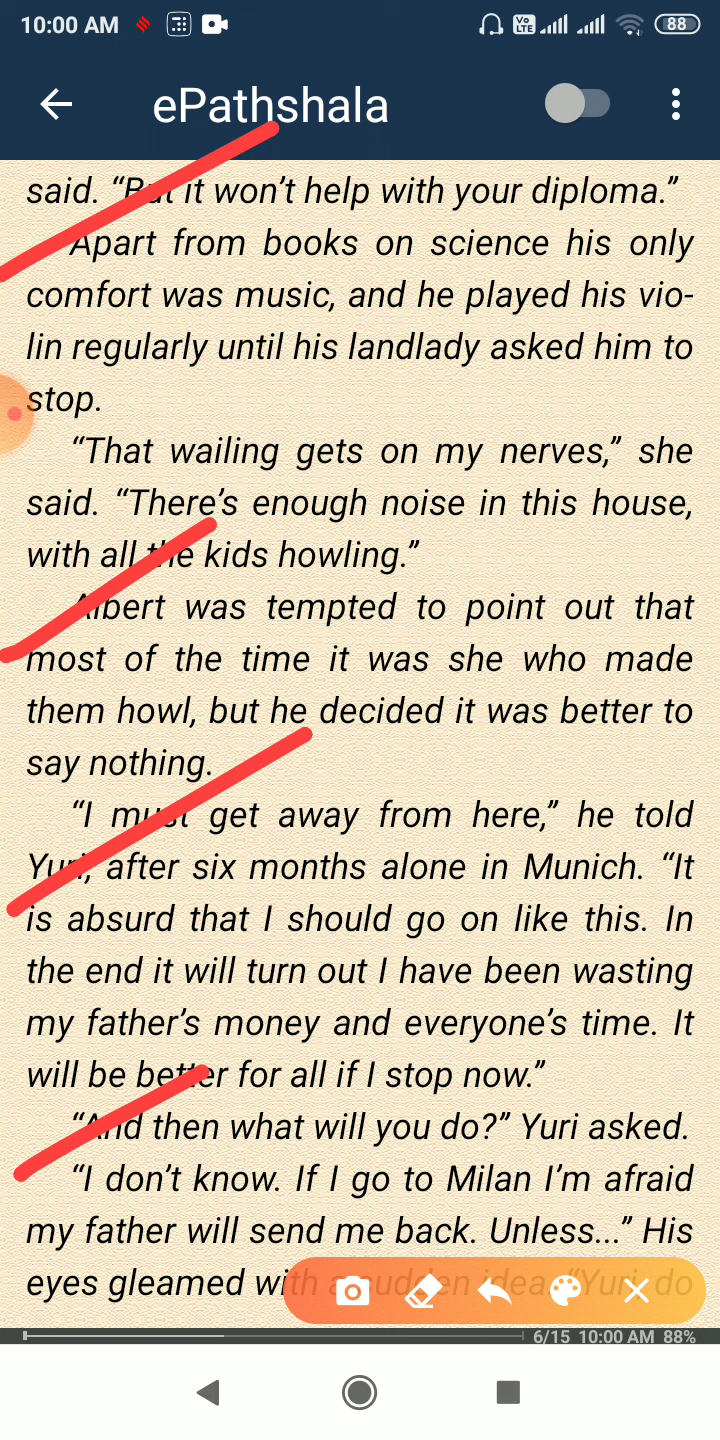 10:00 AM VoLTE 88
ePathshala
said. “But it won’t help with your diploma.”
Apart from books on science his only
comfort was music, and he played his vio-
lin regularly until his landlady asked him to
stop.
“That wailing gets on my nerves,” she
said. “There’s enough noise in this house,
with all the kids howling.”
Albert was tempted to point out that
most of the time it was she who made
them howl, but he decided it was better to
say nothing.
“I must get away from here,” he told
Yuri, after six months alone in Munich. “It
is absurd that I should go on like this. In
the end it will turn out I have been wasting
my father’s money and everyone’s time. It
will be better for all if I stop now.”
“And then what will you do?” Yuri asked.
“I don’t know. If I go to Milan I’m afraid
my father will send me back. Unless...” His
eyes gleamed with a sudden idea. “Yuri, do
6/15 10:00 AM 88%